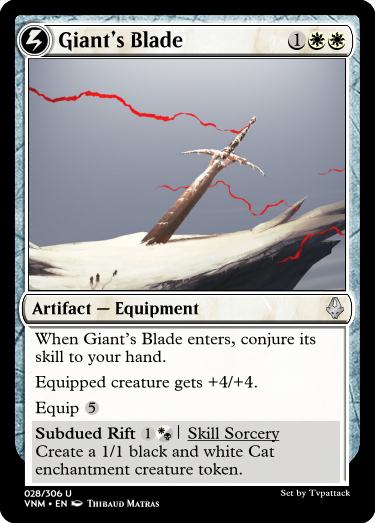 Giant's Blade 1
Artifact — Equipment
When Giant's Blade enters, conjure its
skill to your hand.
Equipped creature gets +4/+4.
Equip 5
Subdued Rift 1 | Skill Sorcery
Create a 1/1 black and white Cat
enchantment creature token.
028/306 U
VNM • EN Thibaud Matras
Set by Tvpattack